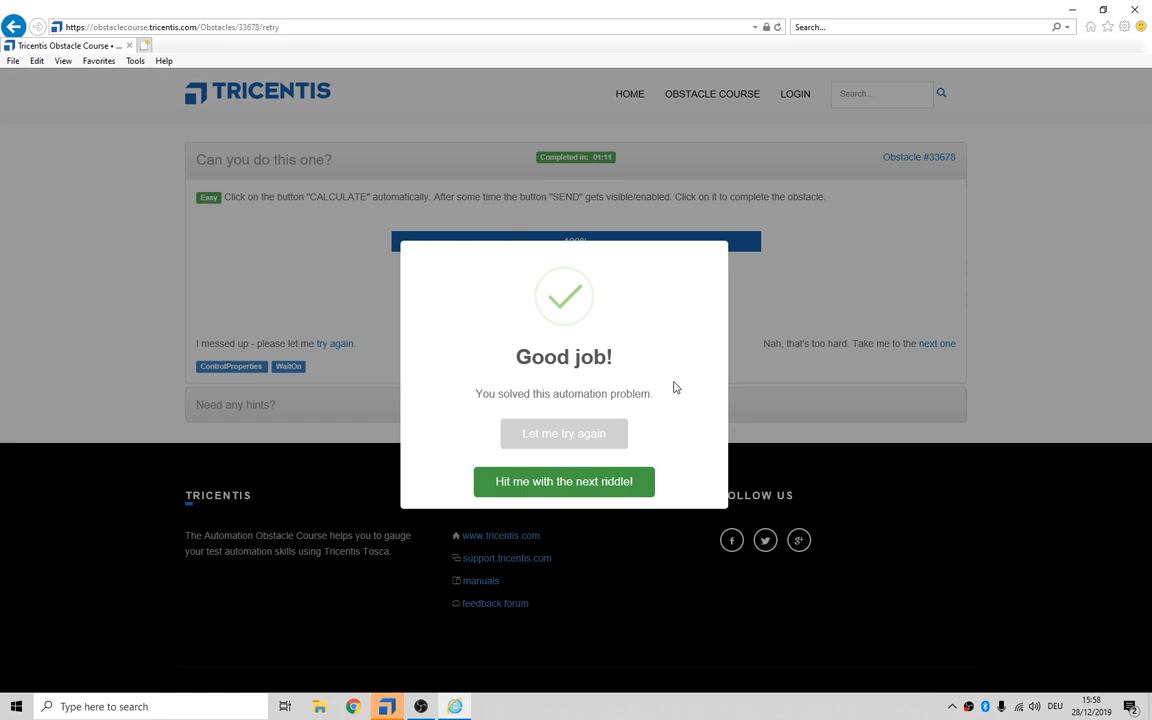 https://obstaclecourse.tricentis.com/Obstacles/33678/retry
Search...
Tricentis Obstacle Course • ...
File Edit View Favorites Tools Help
TRICENTIS
HOME
OBSTACLE COURSE
LOGIN
Search...
Can you do this one?
Completed in: 01:11
Obstacle #33678
Easy Click on the button "CALCULATE" automatically. After some time the button "SEND" gets visible/enabled. Click on it to complete the obstacle.
Good job!
I messed up - please let me try again.
Nah, that's too hard. Take me to the next one
ControlProperties WaitOn
You solved this automation problem.
Need any hints?
Let me try again
Hit me with the next riddle!
TRICENTIS
OLLOW US
The Automation Obstacle Course helps you to gauge
your test automation skills using Tricentis Tosca.
www.tricentis.com
support.tricentis.com
manuals
feedback forum
Type here to search
DEU
15:58
28/12/2019
2